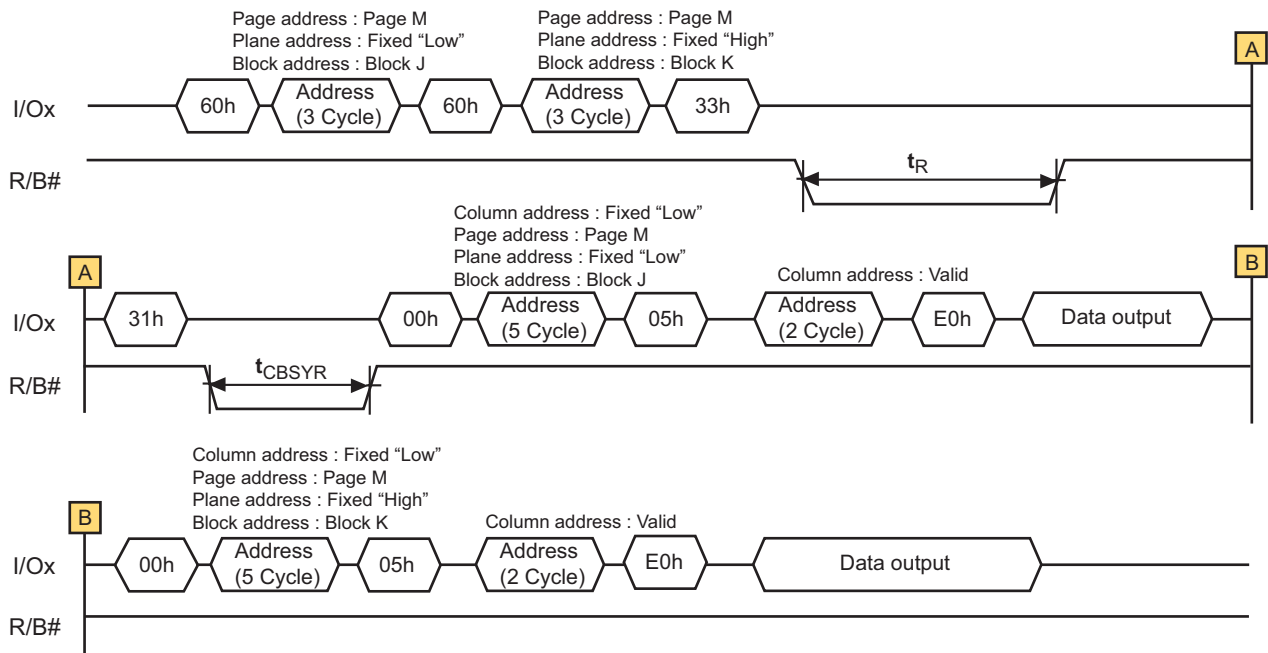 Page address : Page M
Plane address : Fixed “Low”
Block address : Block J
Page address : Page M
Plane address : Fixed “High”
Block address : Block K
A
I/Ox
60h
Address
(3 Cycle)
60h
Address
(3 Cycle)
33h
R/B#
tR
Column address : Fixed “Low”
Page address : Page M
Plane address : Fixed “Low”
Block address : Block J
Column address : Valid
A
B
I/Ox
31h
00h
Address
(5 Cycle)
05h
Address
(2 Cycle)
E0h
Data output
R/B#
tCBSYR
Column address : Fixed “Low”
Page address : Page M
Plane address : Fixed “High”
Block address : Block K
Column address : Valid
B
I/Ox
00h
Address
(5 Cycle)
05h
Address
(2 Cycle)
E0h
Data output
R/B#